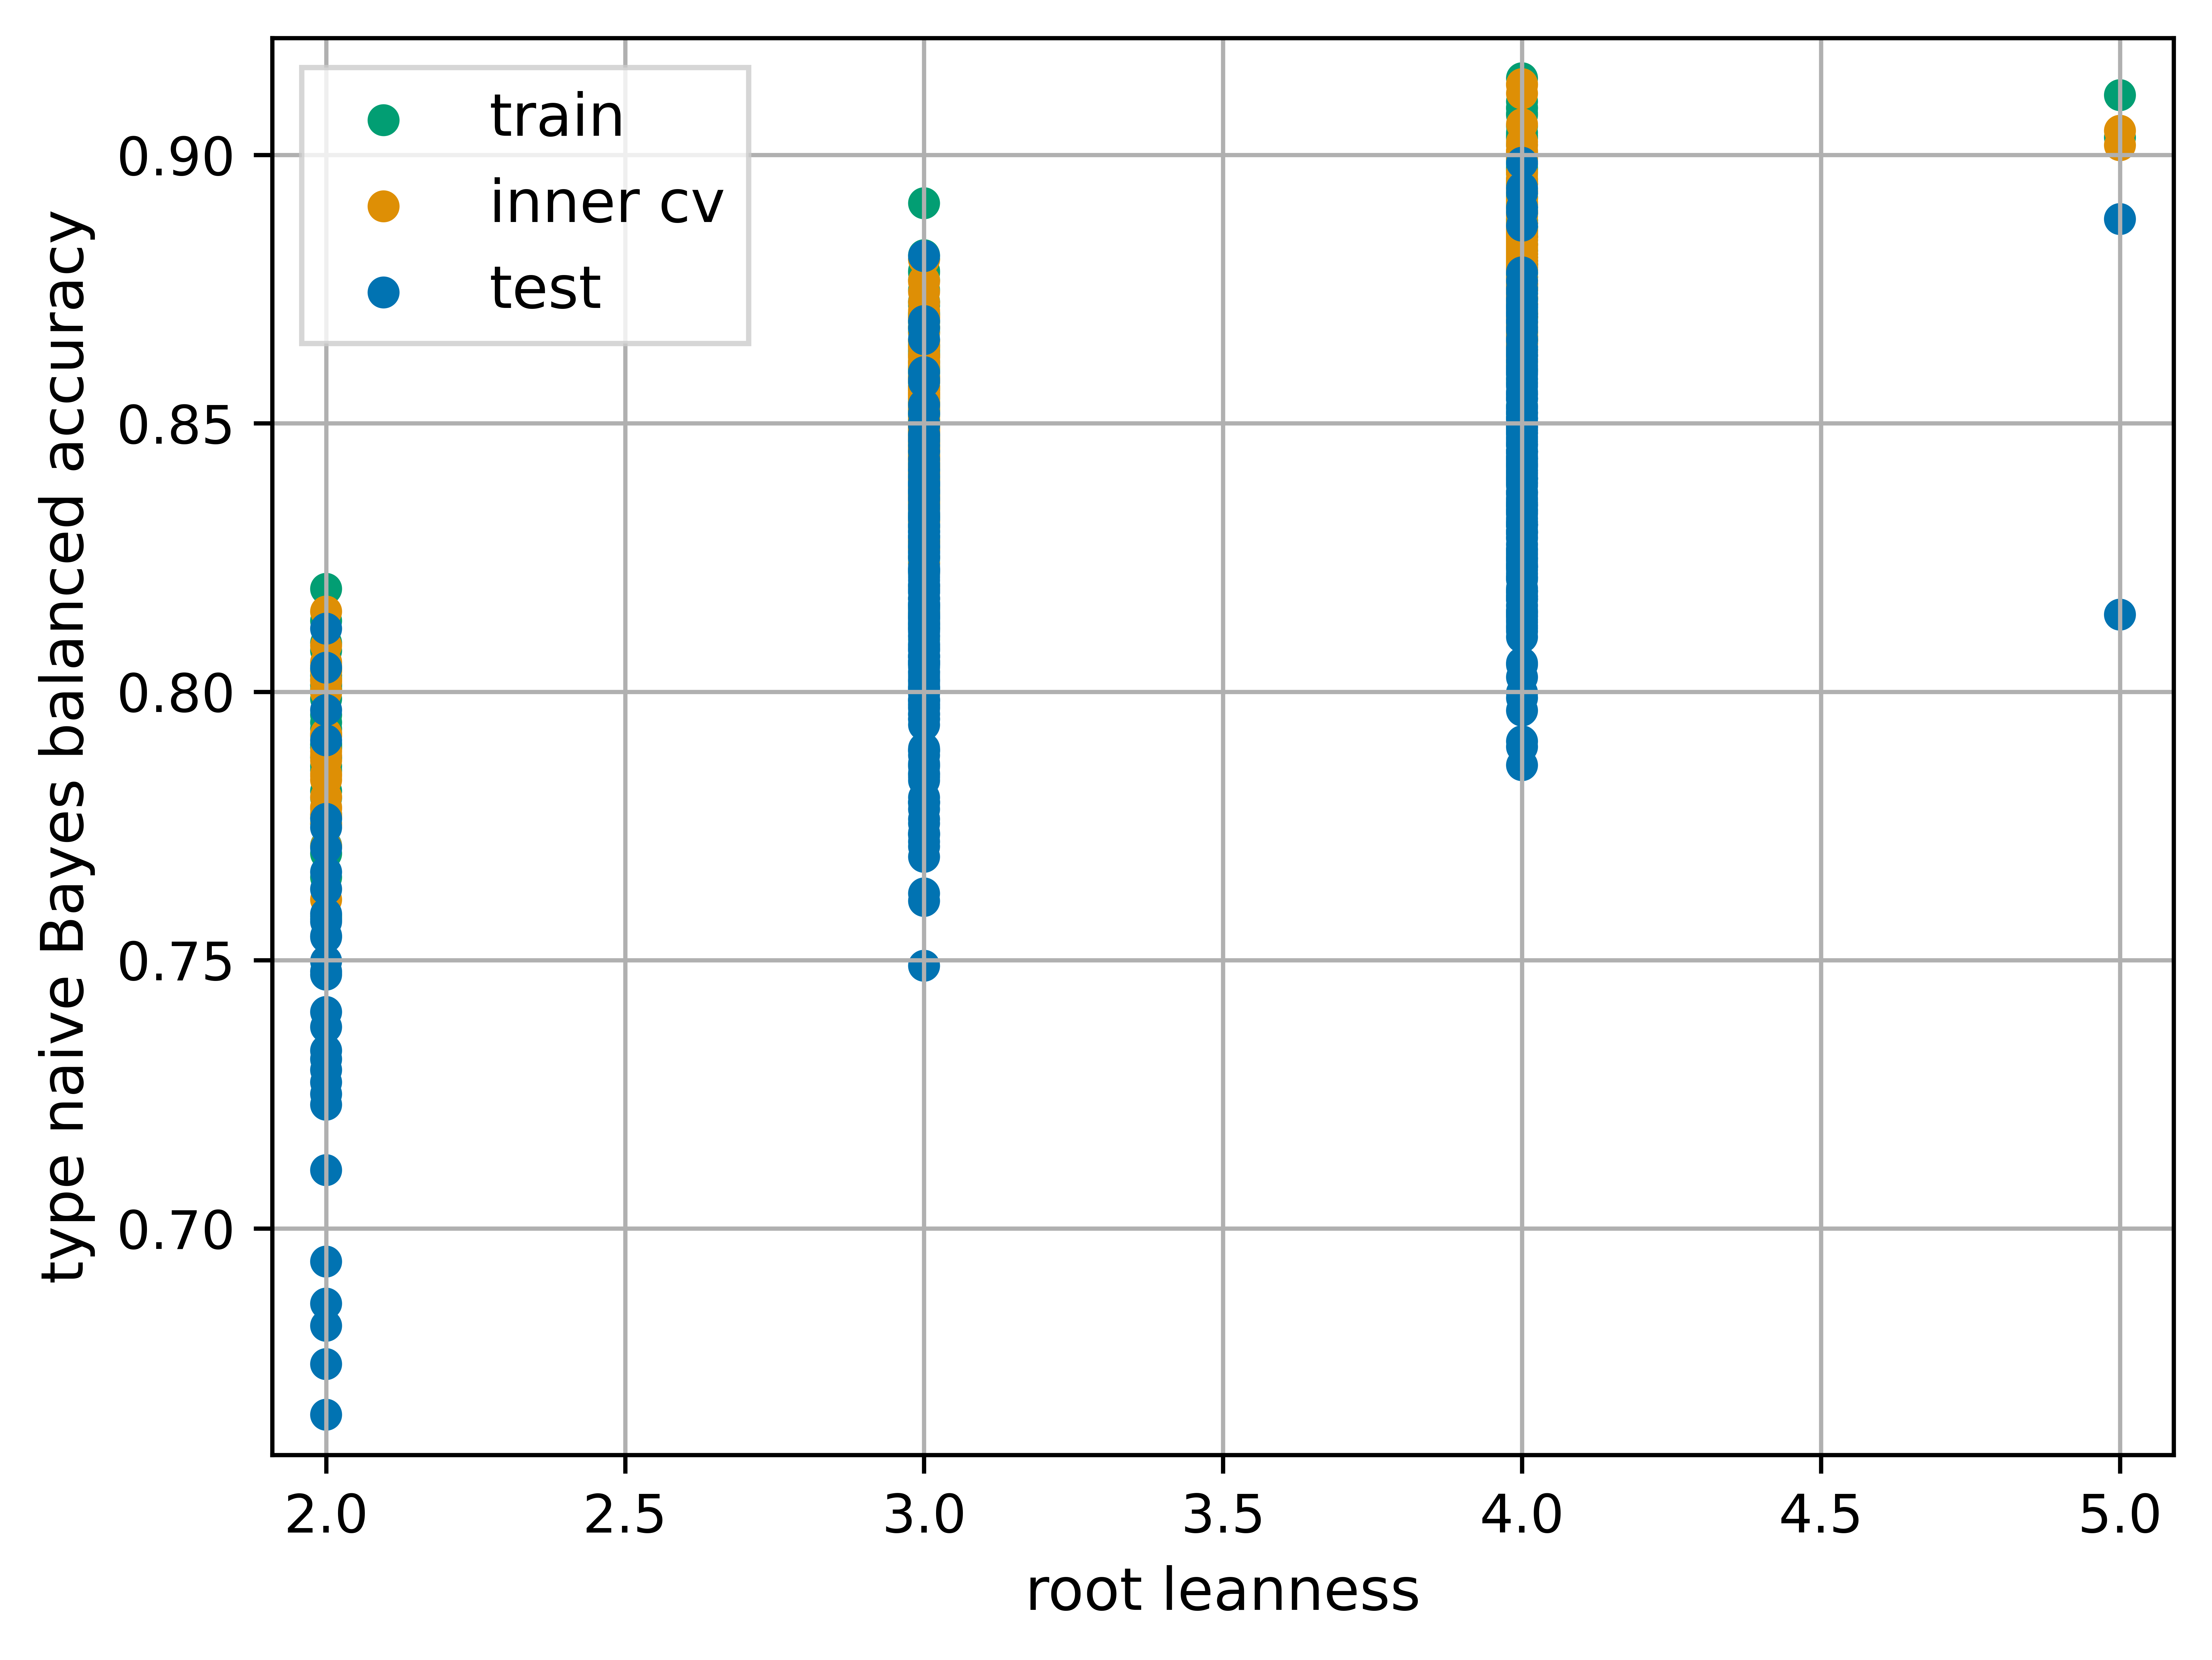 train
inner cv
test
type naive Bayes balanced accuracy
0.90
0.85
0.80
0.75
0.70
2.0 2.5 3.0 3.5 4.0 4.5 5.0
root leanness